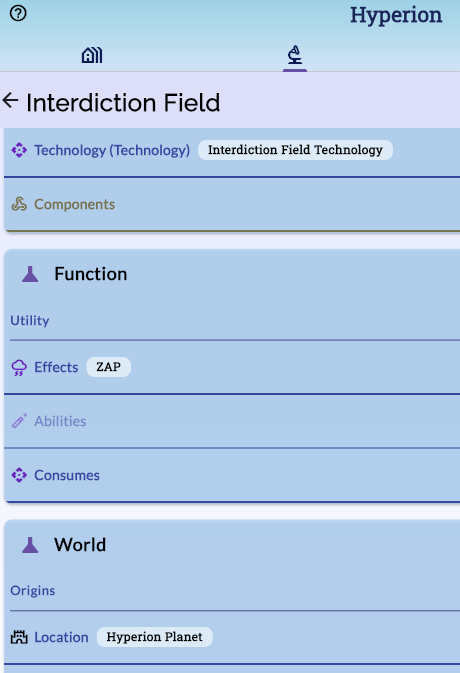 Hyperion
Interdiction Field
Technology (Technology) Interdiction Field Technology
Components
Function
Utility
Effects ZAP
Abilities
Consumes
World
Origins
Location Hyperion Planet